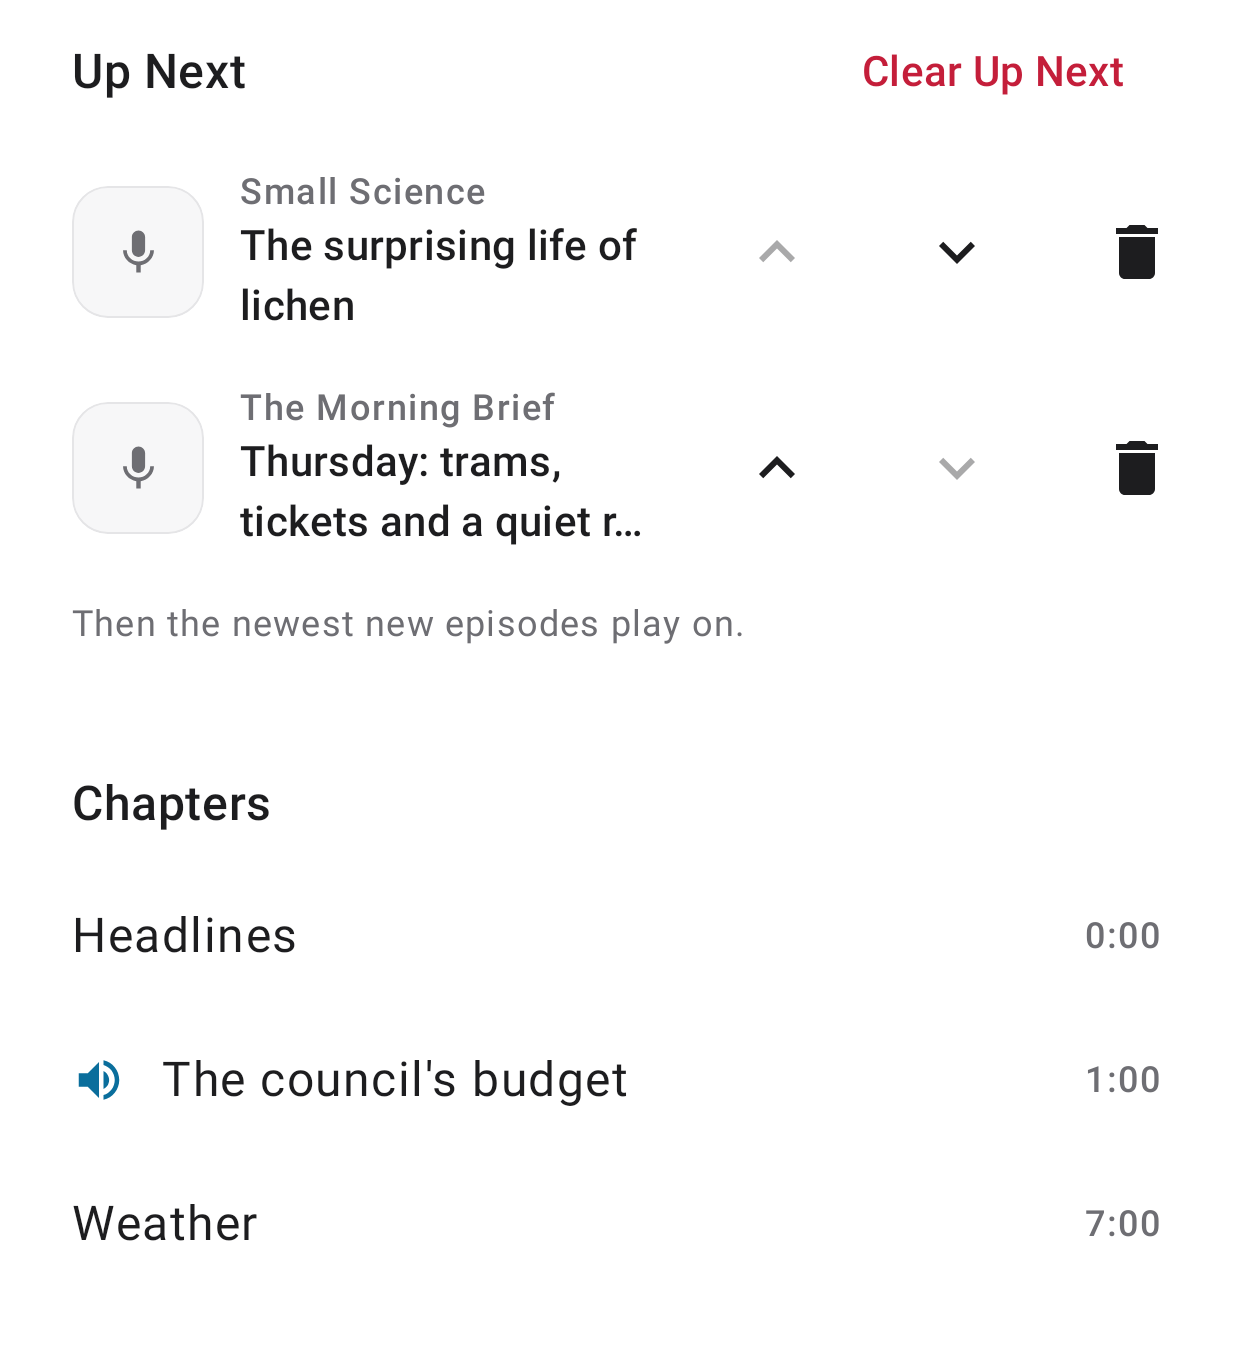 Up Next
Clear Up Next
Small Science
The surprising life of
lichen
The Morning Brief
Thursday: trams,
tickets and a quiet r…
Then the newest new episodes play on.
Chapters
Headlines
0:00
The council's budget
1:00
Weather
7:00